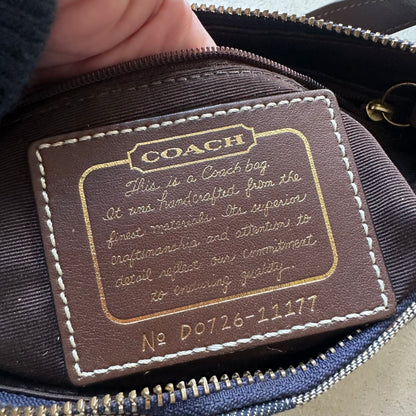 COACH
This is a Coach bag.
It was handcrafted from the
finest materials. Its superior
craftsmanship and attention to
detail replace our commitment
to enduring quality.
No D0726-11177